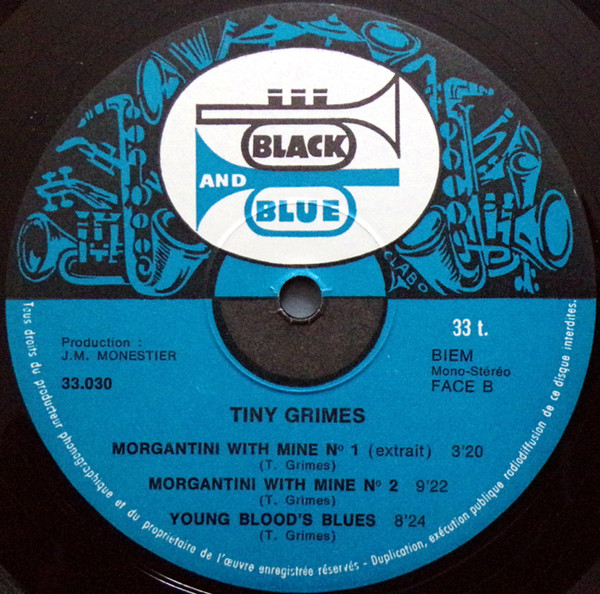 BLACK
AND
BLUE
CLABO
Production :
J.M. MONESTIER
33.030
33 t.
BIEM
Mono-Stéréo
FACE B
TINY GRIMES
MORGANTINI WITH MINE Nº 1 (extrait) 3'20
(T. Grimes)
MORGANTINI WITH MINE Nº 2 9'22
(T. Grimes)
YOUNG BLOOD'S BLUES 8'24
(T. Grimes)
Tous droits du producteur phonographique et du propriétaire de l'œuvre enregistrée réservés - Duplication, exécution publique radiodiffusion de ce disque interdites.